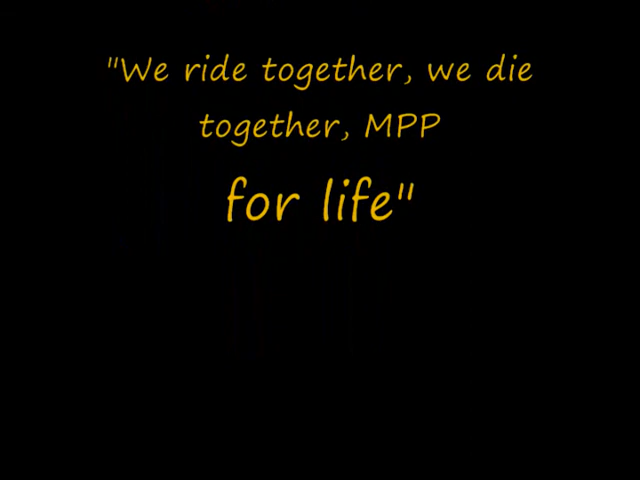 "We ride together, we die
together, MPP
for life"